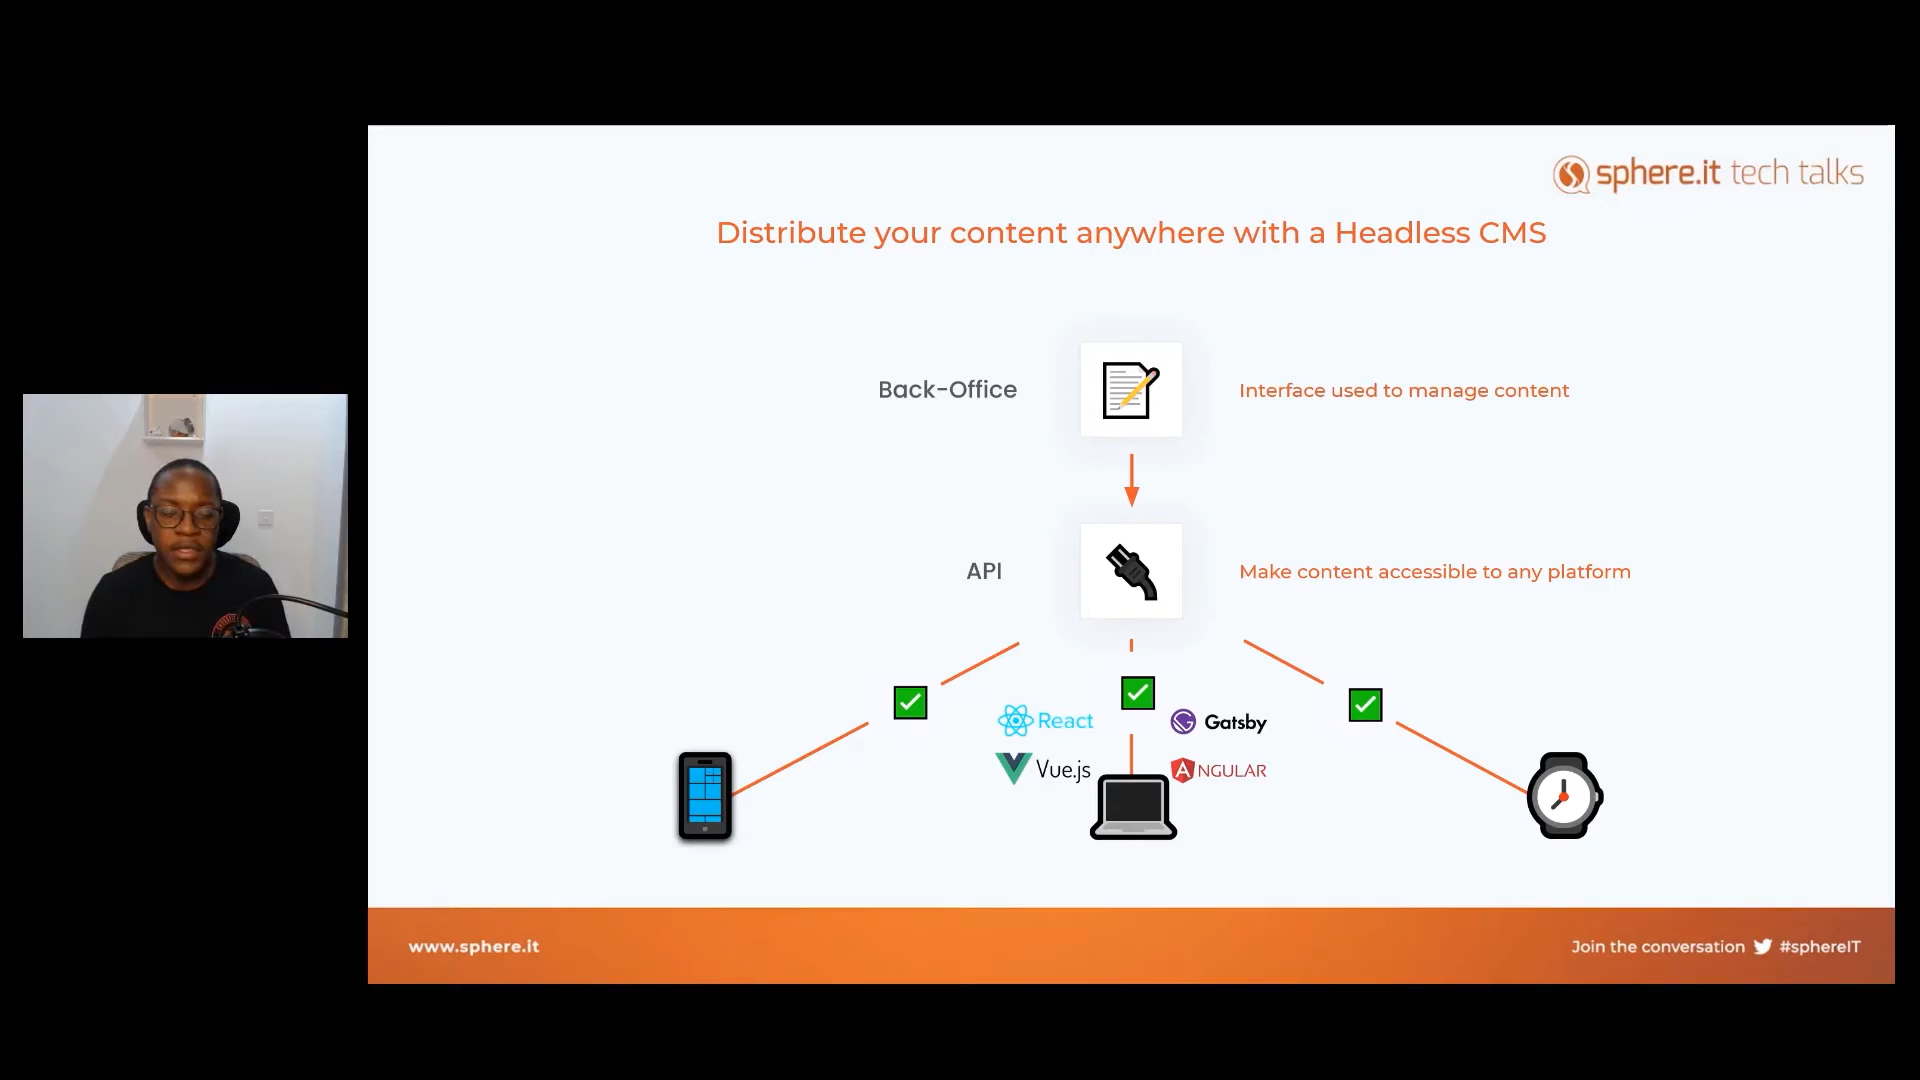 sphere.it tech talks
Distribute your content anywhere with a Headless CMS
Back-Office
Interface used to manage content
API
Make content accessible to any platform
React
Gatsby
Vue.js
ANGULAR
www.sphere.it
Join the conversation #sphereIT